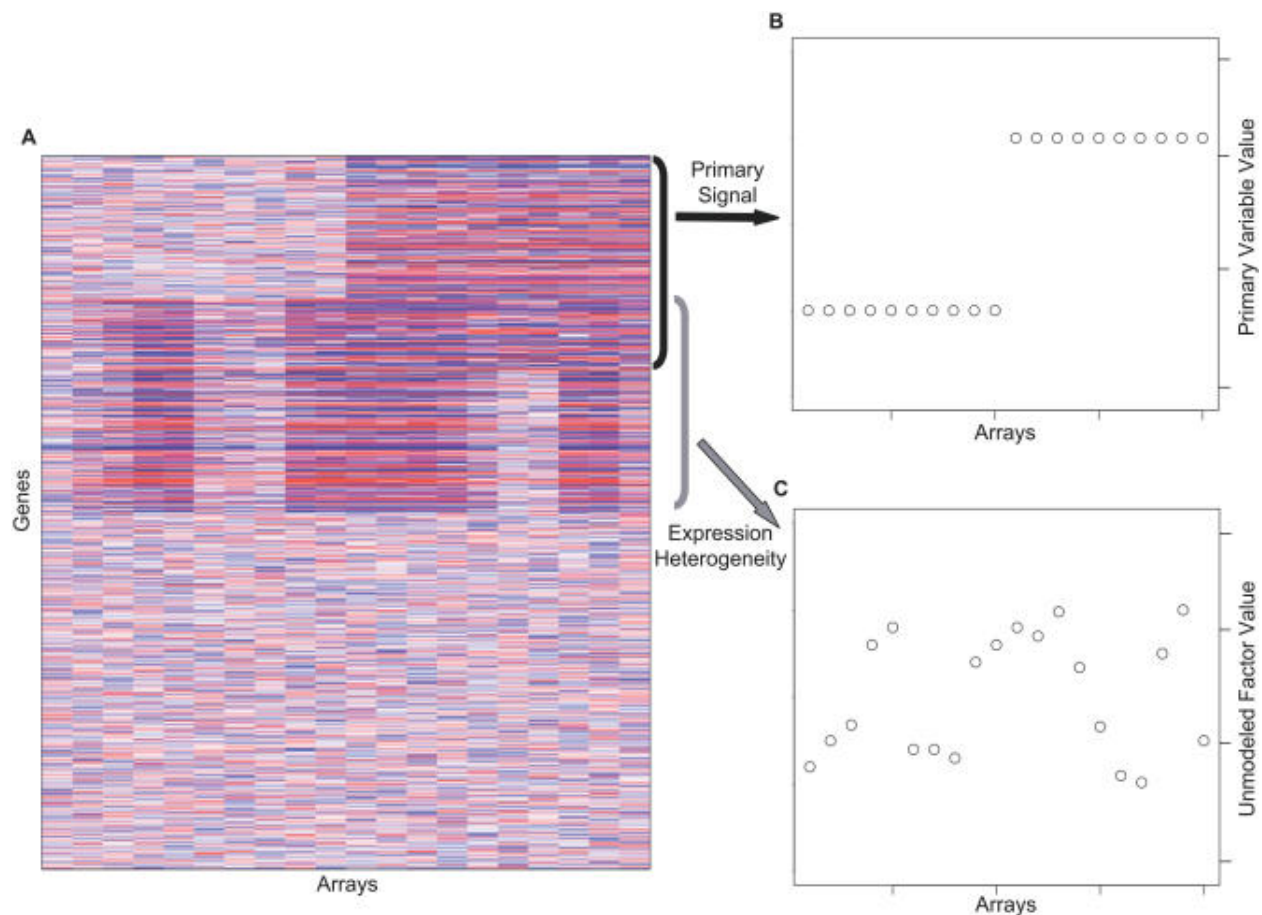 B
Primary Variable Value
Arrays
A
Genes
Arrays
Primary
Signal
Expression
Heterogeneity
C
Unmodeled Factor Value
Arrays